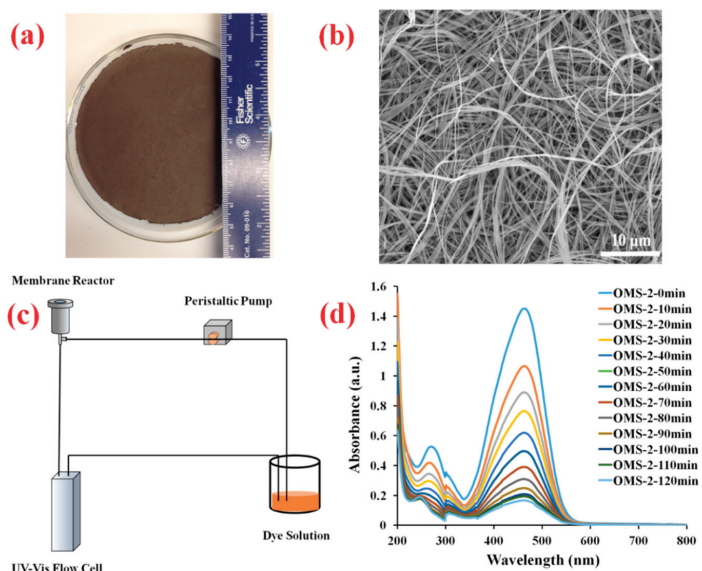 (a)
Fisher
Scientific
Cat. No. 09-016
(b)
10 µm
(c)
Membrane Reactor
Peristaltic Pump
Dye Solution
UV-Vis Flow Cell
(d)
Absorbance (a.u.)
1.6
1.4
1.2
1
0.8
0.6
0.4
0.2
0
200 300 400 500 600 700 800
Wavelength (nm)
OMS-2-0min
OMS-2-10min
OMS-2-20min
OMS-2-30min
OMS-2-40min
OMS-2-50min
OMS-2-60min
OMS-2-70min
OMS-2-80min
OMS-2-90min
OMS-2-100min
OMS-2-110min
OMS-2-120min